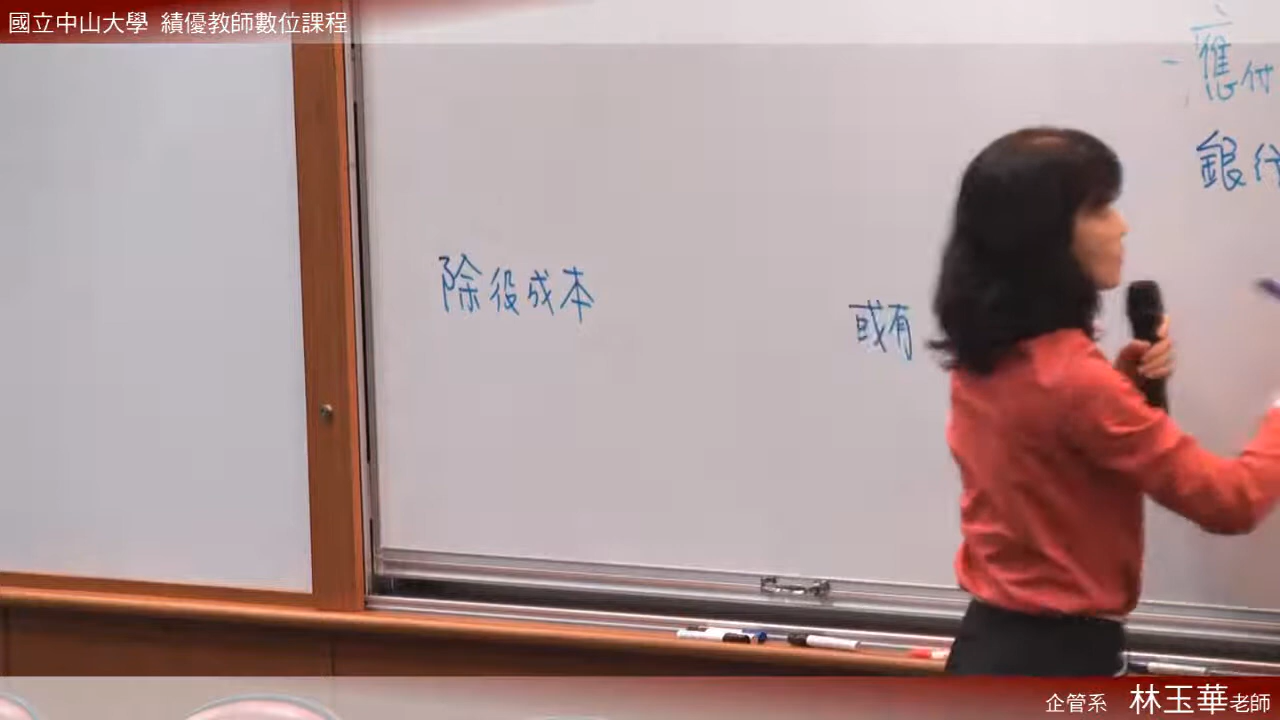 國立中山大學 績優教師數位課程
應付
銀行
除役成本
或有
企管系 林玉華老師